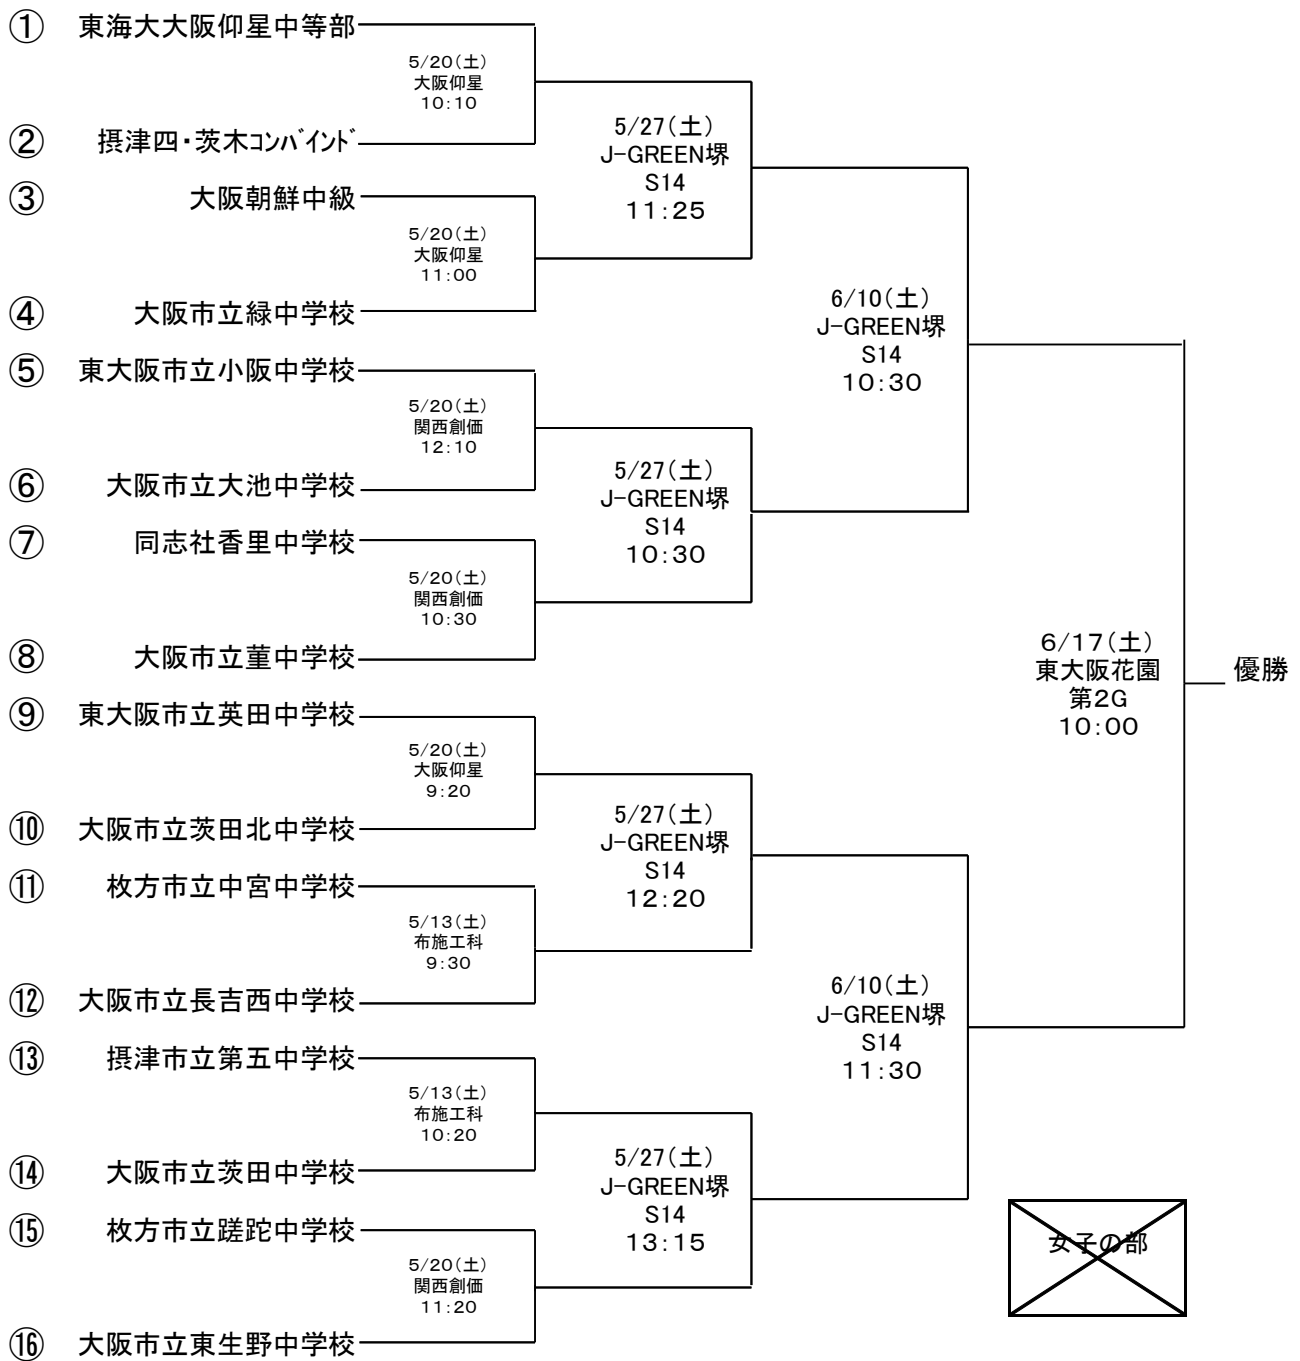 ① 東海大大阪仰星中等部
5/20(土)
大阪仰星
10:10
② 摂津四・茨木コンバインド
③ 大阪朝鮮中級
5/20(土)
大阪仰星
11:00
④ 大阪市立緑中学校
⑤ 東大阪市立小阪中学校
5/20(土)
関西創価
12:10
⑥ 大阪市立大池中学校
⑦ 同志社香里中学校
5/20(土)
関西創価
10:30
⑧ 大阪市立菫中学校
⑨ 東大阪市立英田中学校
5/20(土)
大阪仰星
9:20
⑩ 大阪市立茨田北中学校
⑪ 枚方市立中宮中学校
5/13(土)
布施工科
9:30
⑫ 大阪市立長吉西中学校
⑬ 摂津市立第五中学校
5/13(土)
布施工科
10:20
⑭ 大阪市立茨田中学校
⑮ 枚方市立蹉跎中学校
5/20(土)
関西創価
11:20
⑯ 大阪市立東生野中学校
5/27(土)
J-GREEN堺
S14
11:25
5/27(土)
J-GREEN堺
S14
10:30
5/27(土)
J-GREEN堺
S14
12:20
5/27(土)
J-GREEN堺
S14
13:15
6/10(土)
J-GREEN堺
S14
10:30
6/10(土)
J-GREEN堺
S14
11:30
6/17(土)
東大阪花園
第2G
10:00
優勝
女子の部